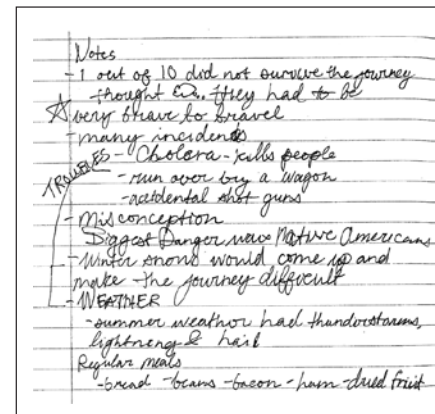 Notes
- 1 out of 10 did not survive the journey
- thought they had to be
very brave to travel
- many incidents
TROUBLES - Cholora - kills people
- run over by a wagon
- accidental shot guns
- Misconception
Biggest Danger was Native Americans
- Winter snows would come up and
make the journey difficult
- WEATHER
- summer weather had thunderstorms,
lightning & hail
Regular meals
- bread - beans - bacon - ham - dried fruit